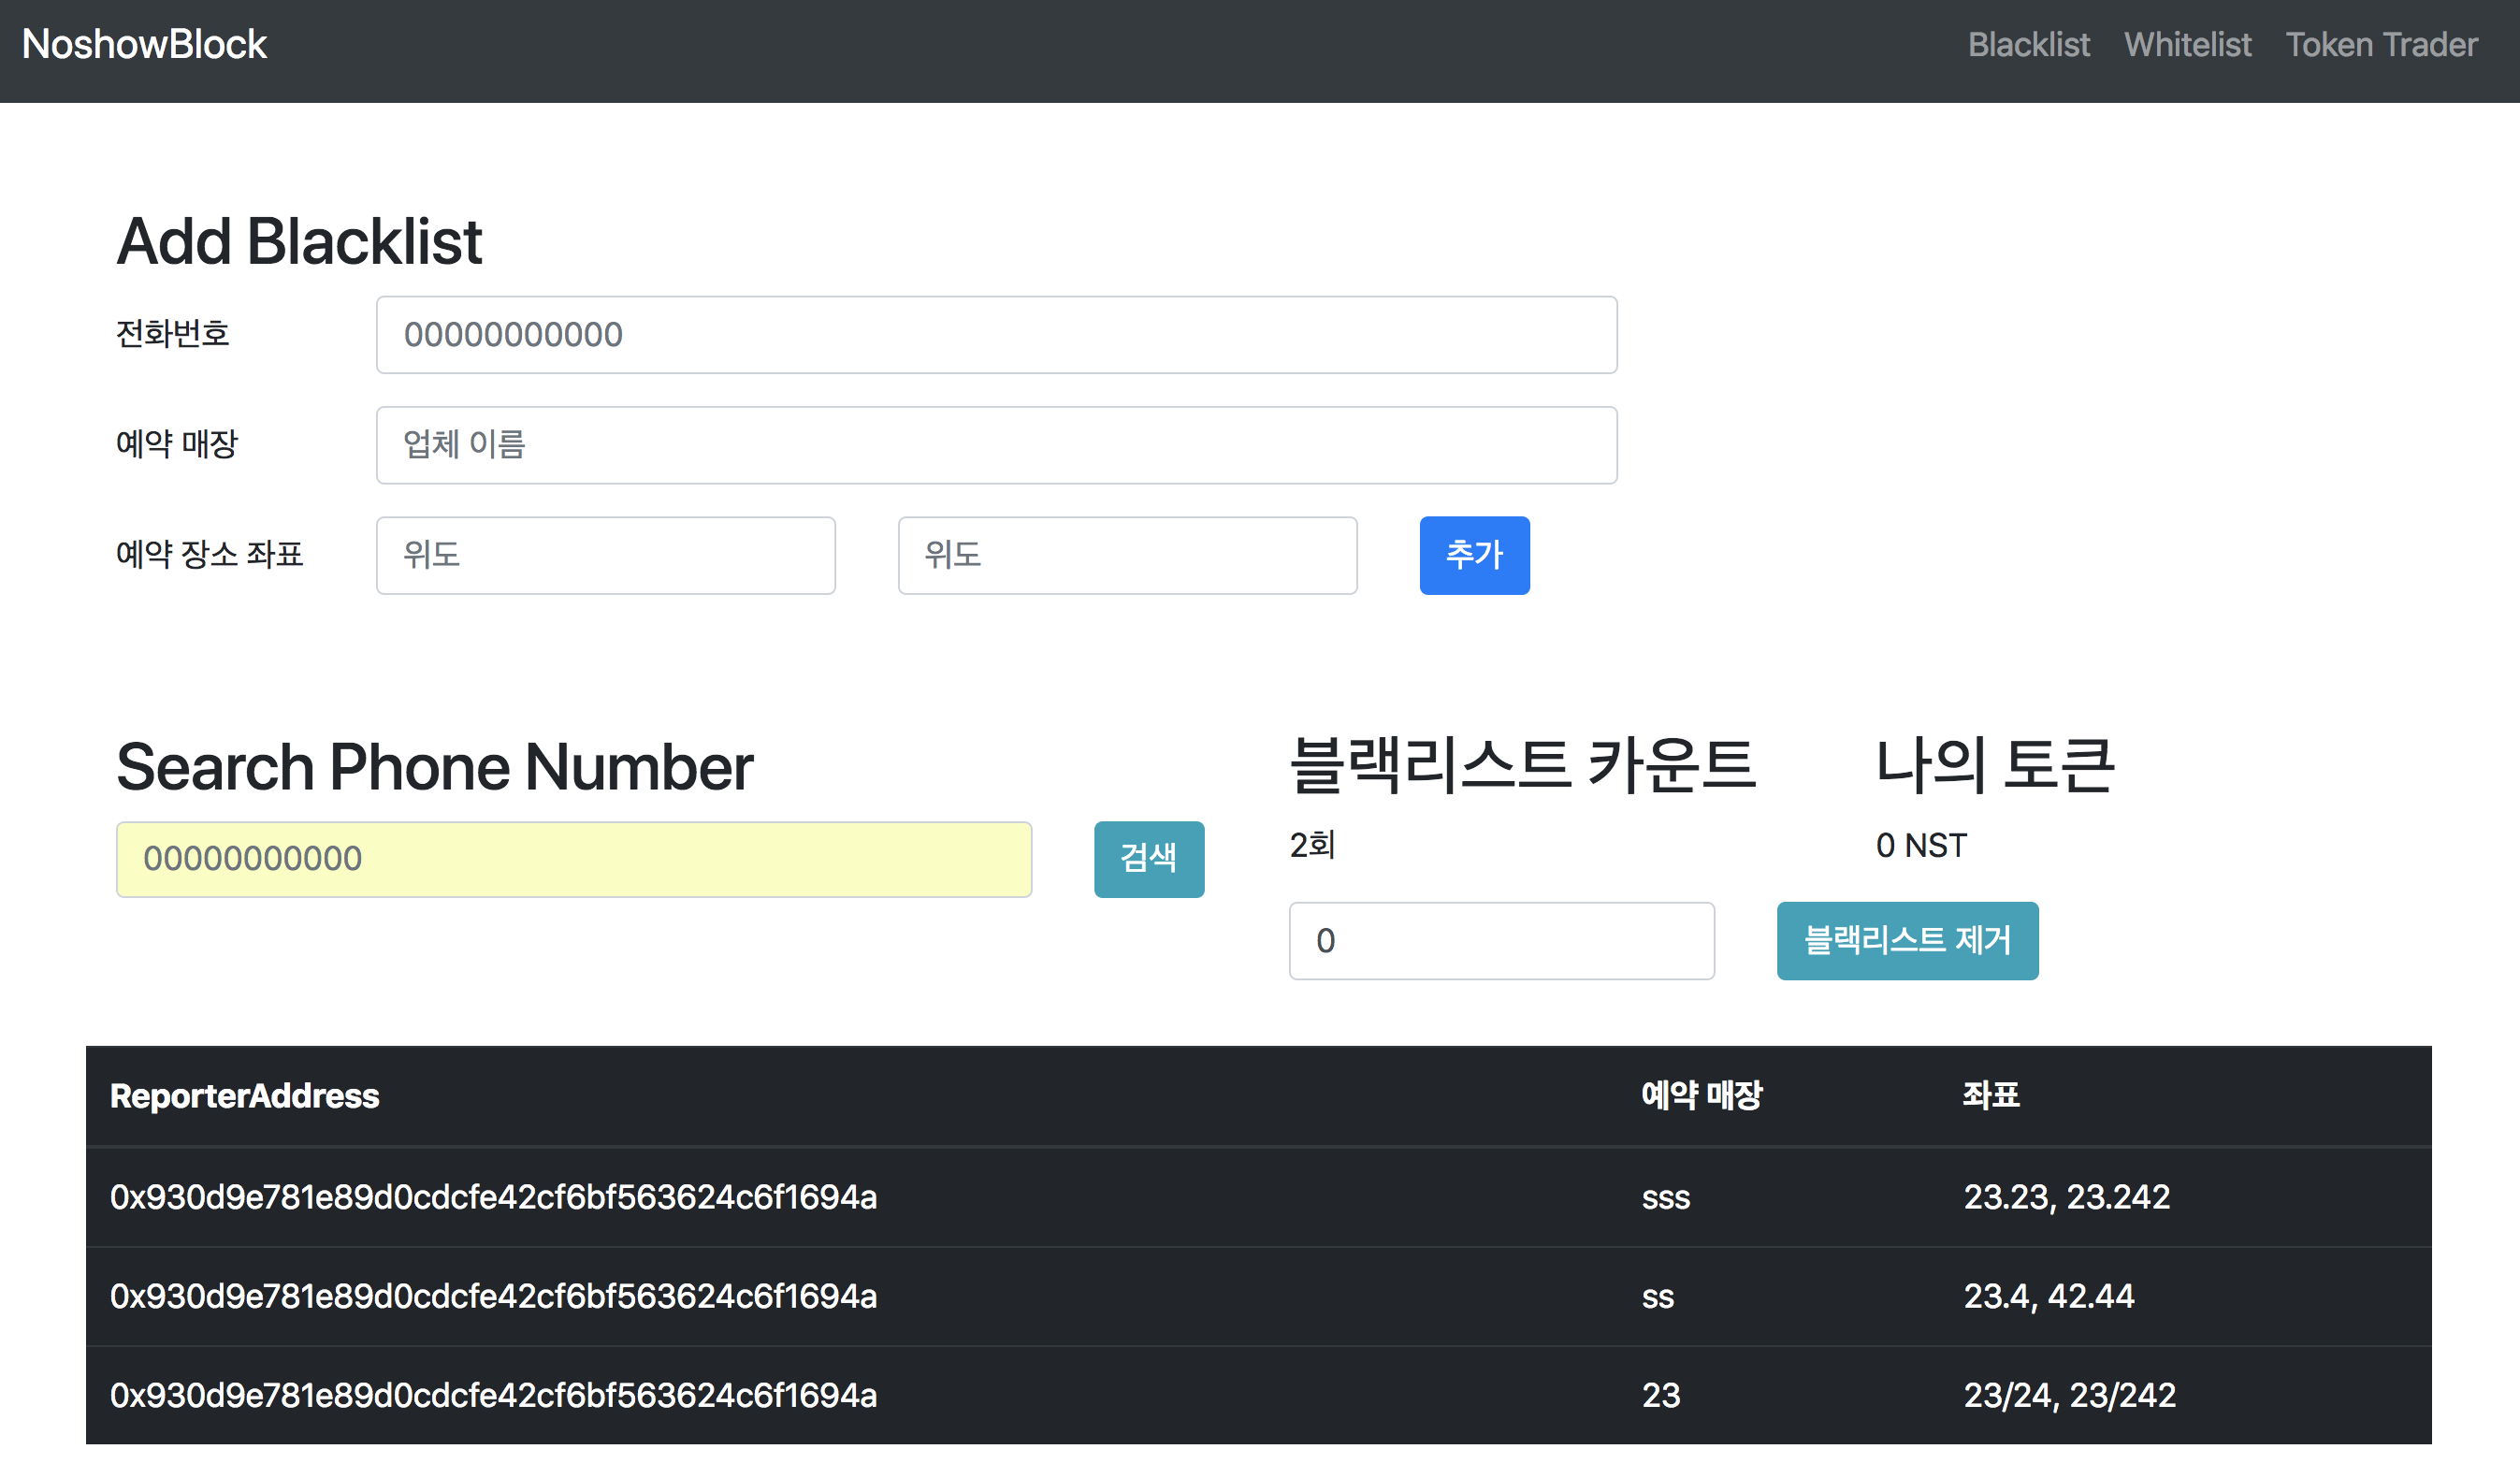 NoshowBlock Blacklist Whitelist Token Trader
Add Blacklist
전화번호 00000000000
예약 매장 업체 이름
예약 장소 좌표 위도 위도 추가
Search Phone Number 블랙리스트 카운트 나의 토큰
00000000000 검색 2회 0 NST
0 블랙리스트 제거
ReporterAddress 예약 매장 좌표
0x930d9e781e89d0cdcfe42cf6bf563624c6f1694a sss 23.23, 23.242
0x930d9e781e89d0cdcfe42cf6bf563624c6f1694a ss 23.4, 42.44
0x930d9e781e89d0cdcfe42cf6bf563624c6f1694a 23 23/24, 23/242